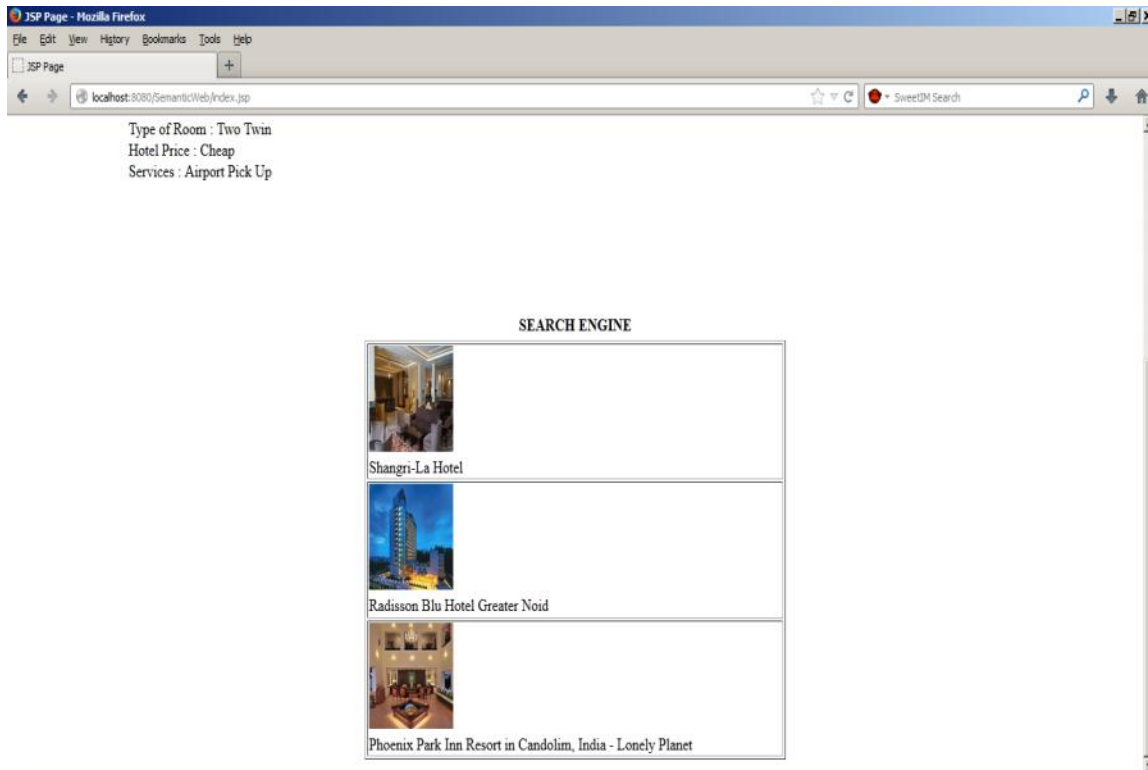 JSP Page - Mozilla Firefox
File Edit View History Bookmarks Tools Help
JSP Page
localhost:8080/SemanticWeb/index.jsp
SweetIM Search
Type of Room : Two Twin
Hotel Price : Cheap
Services : Airport Pick Up
SEARCH ENGINE
Shangri-La Hotel
Radisson Blu Hotel Greater Noid
Phoenix Park Inn Resort in Candolim, India - Lonely Planet